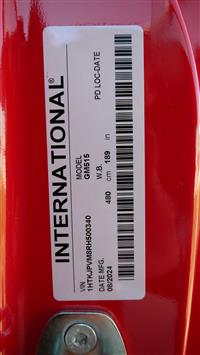 INTERNATIONAL®
MODEL
GM515
PD LOC-DATE
W.B.
480 cm 189 in
VIN
1HTKJPVM8RH500340
DATE MFG.
08/2024